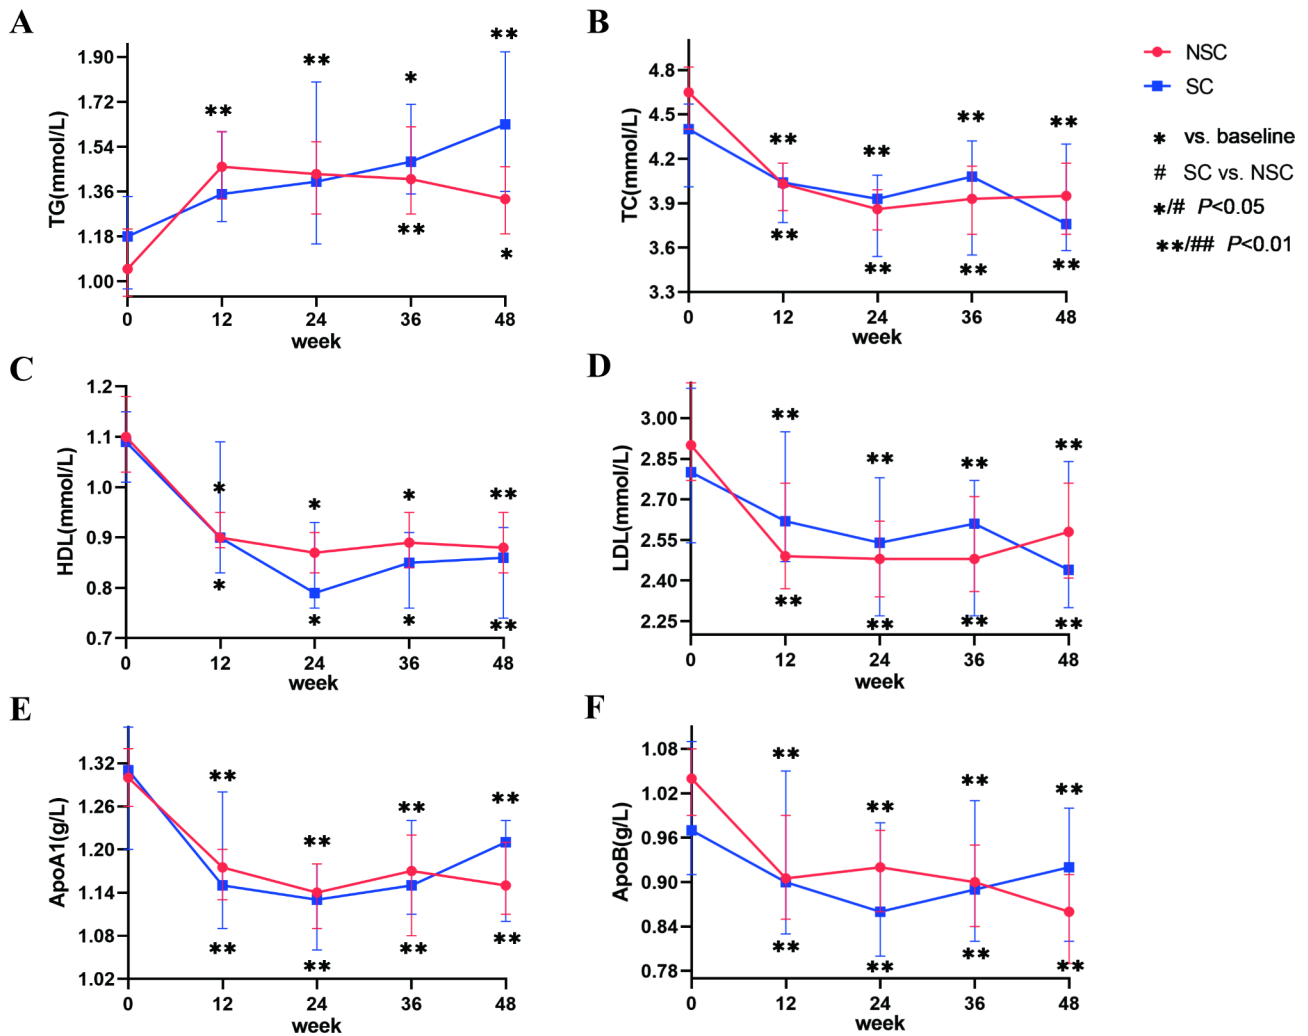 A
TG(mmol/L)
1.90
1.72
1.54
1.36
1.18
1.00
** ** * **
** *
0 12 24 36 48
week
B
TC(mmol/L)
4.8
4.5
4.2
3.9
3.6
3.3
** ** ** **
** ** ** **
0 12 24 36 48
week
NSC
SC
* vs. baseline
# SC vs. NSC
*/# P<0.05
**/## P<0.01
C
HDL(mmol/L)
1.2
1.1
1.0
0.9
0.8
0.7
* * * **
* * * **
0 12 24 36 48
week
D
LDL(mmol/L)
3.00
2.85
2.70
2.55
2.40
2.25
** ** ** **
** ** ** **
0 12 24 36 48
week
E
ApoA1(g/L)
1.32
1.26
1.20
1.14
1.08
1.02
** ** ** **
** ** ** **
0 12 24 36 48
week
F
ApoB(g/L)
1.08
1.02
0.96
0.90
0.84
0.78
** ** ** **
** ** ** **
0 12 24 36 48
week